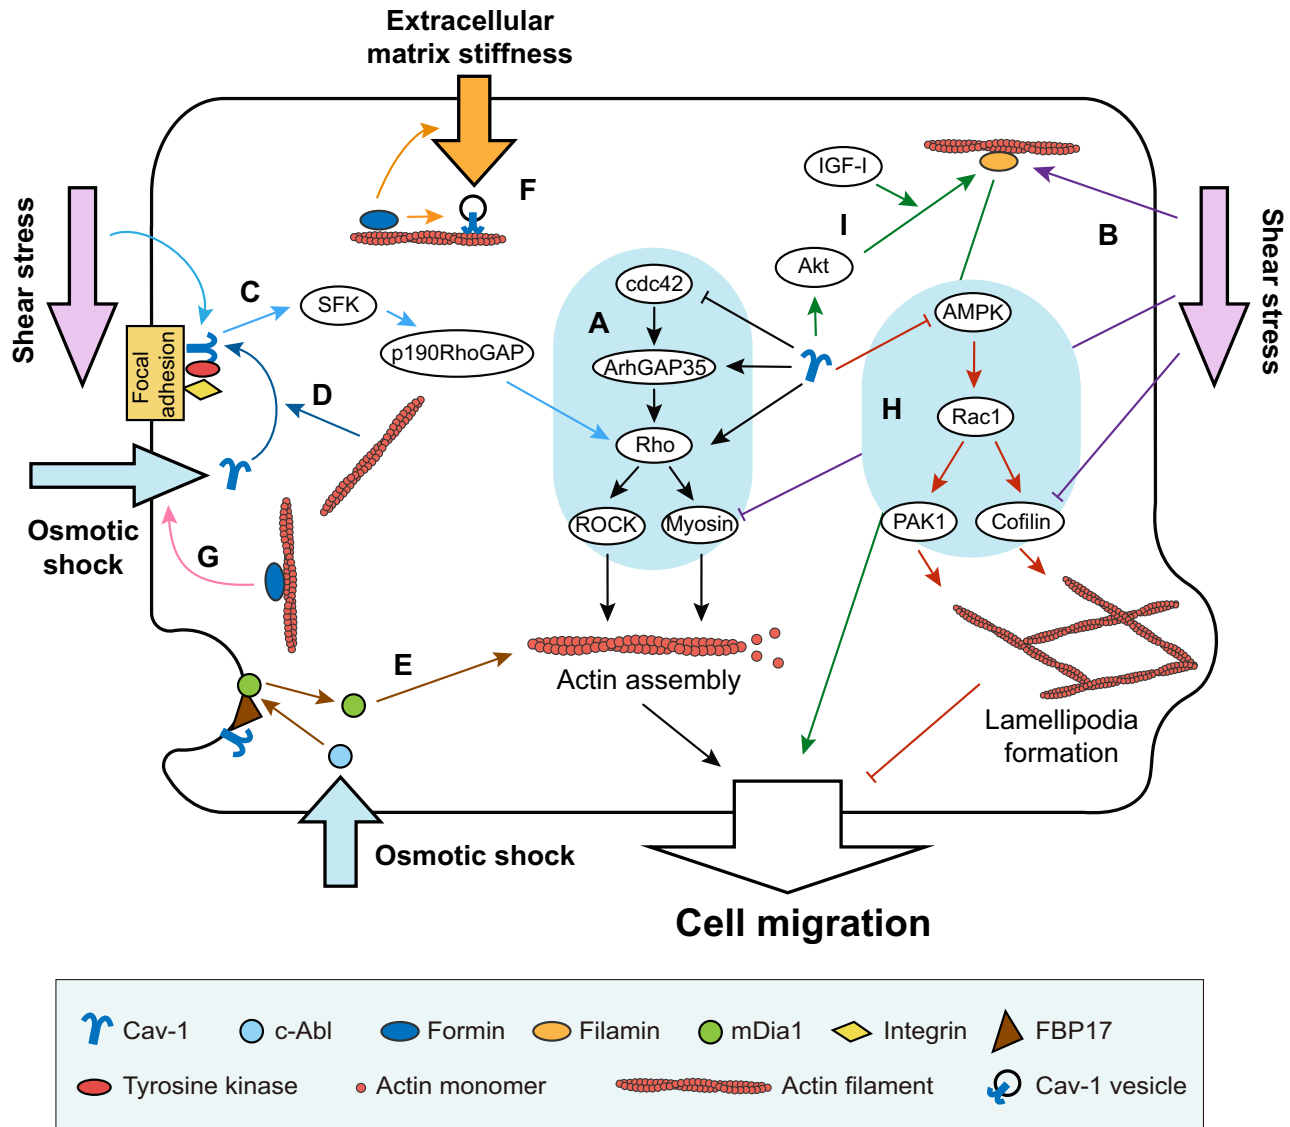 Extracellular
matrix stiffness
F
IGF-I
I
Akt
B
Shear stress
Shear stress
C
SFK
p190RhoGAP
Focal
adhesion
D
A
cdc42
ArhGAP35
Rho
ROCK
Myosin
AMPK
H
Rac1
PAK1
Cofilin
Osmotic
shock
G
E
Actin assembly
Lamellipodia
formation
Osmotic shock
Cell migration
Cav-1
c-Abl
Formin
Filamin
mDia1
Integrin
FBP17
Tyrosine kinase
Actin monomer
Actin filament
Cav-1 vesicle